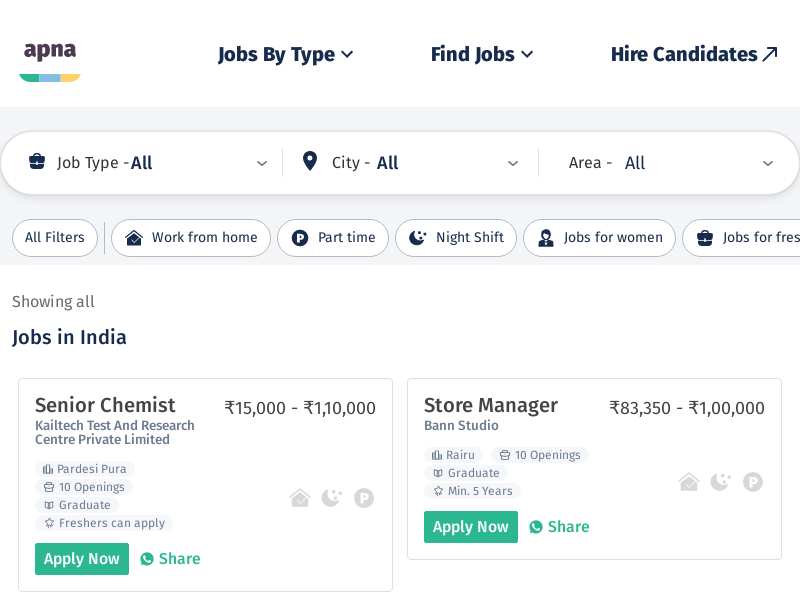 apna
Jobs By Type
Find Jobs
Hire Candidates
Job Type - All
City - All
Area - All
All Filters
Work from home
Part time
Night Shift
Jobs for women
Jobs for fres
Showing all
Jobs in India
Senior Chemist
₹15,000 - ₹1,10,000
Kailtech Test And Research
Centre Private Limited
Pardesi Pura
10 Openings
Graduate
Freshers can apply
Apply Now
Share
Store Manager
₹83,350 - ₹1,00,000
Bann Studio
Rairu
10 Openings
Graduate
Min. 5 Years
Apply Now
Share